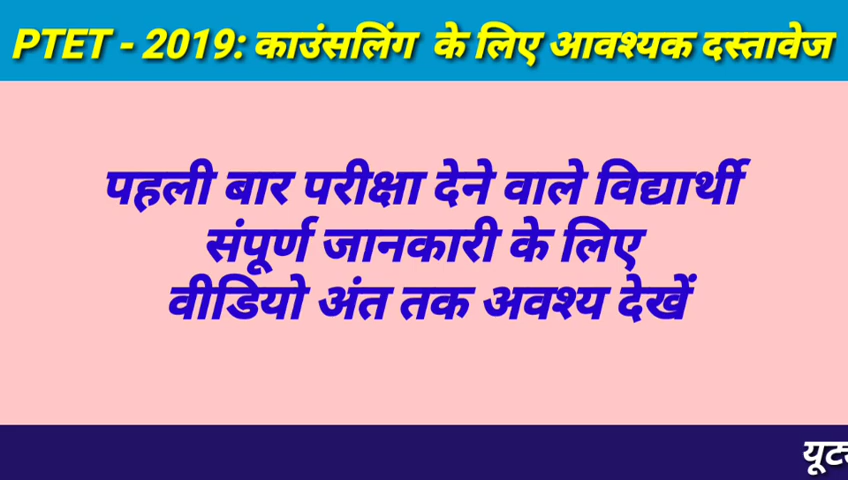 PTET - 2019: काउंसलिंग के लिए आवश्यक दस्तावेज
पहली बार परीक्षा देने वाले विद्यार्थी
संपूर्ण जानकारी के लिए
वीडियो अंत तक अवश्य देखें